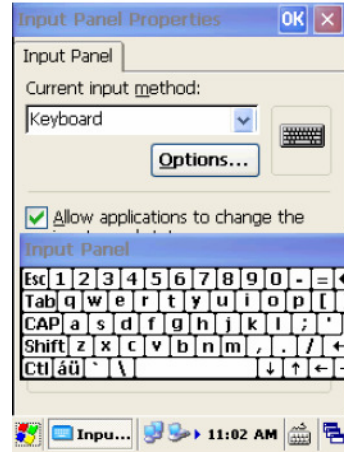 Input Panel Properties OK ×
Input Panel
Current input method:
Keyboard
Options...
Allow applications to change the
Input Panel
Esc 1 2 3 4 5 6 7 8 9 0 - =
Tab q w e r t y u i o p [
CAP a s d f g h j k l ; '
Shift z x c v b n m , . /
Ctl áü ` \ ↓ ↑ ←
Inpu... 11:02 AM